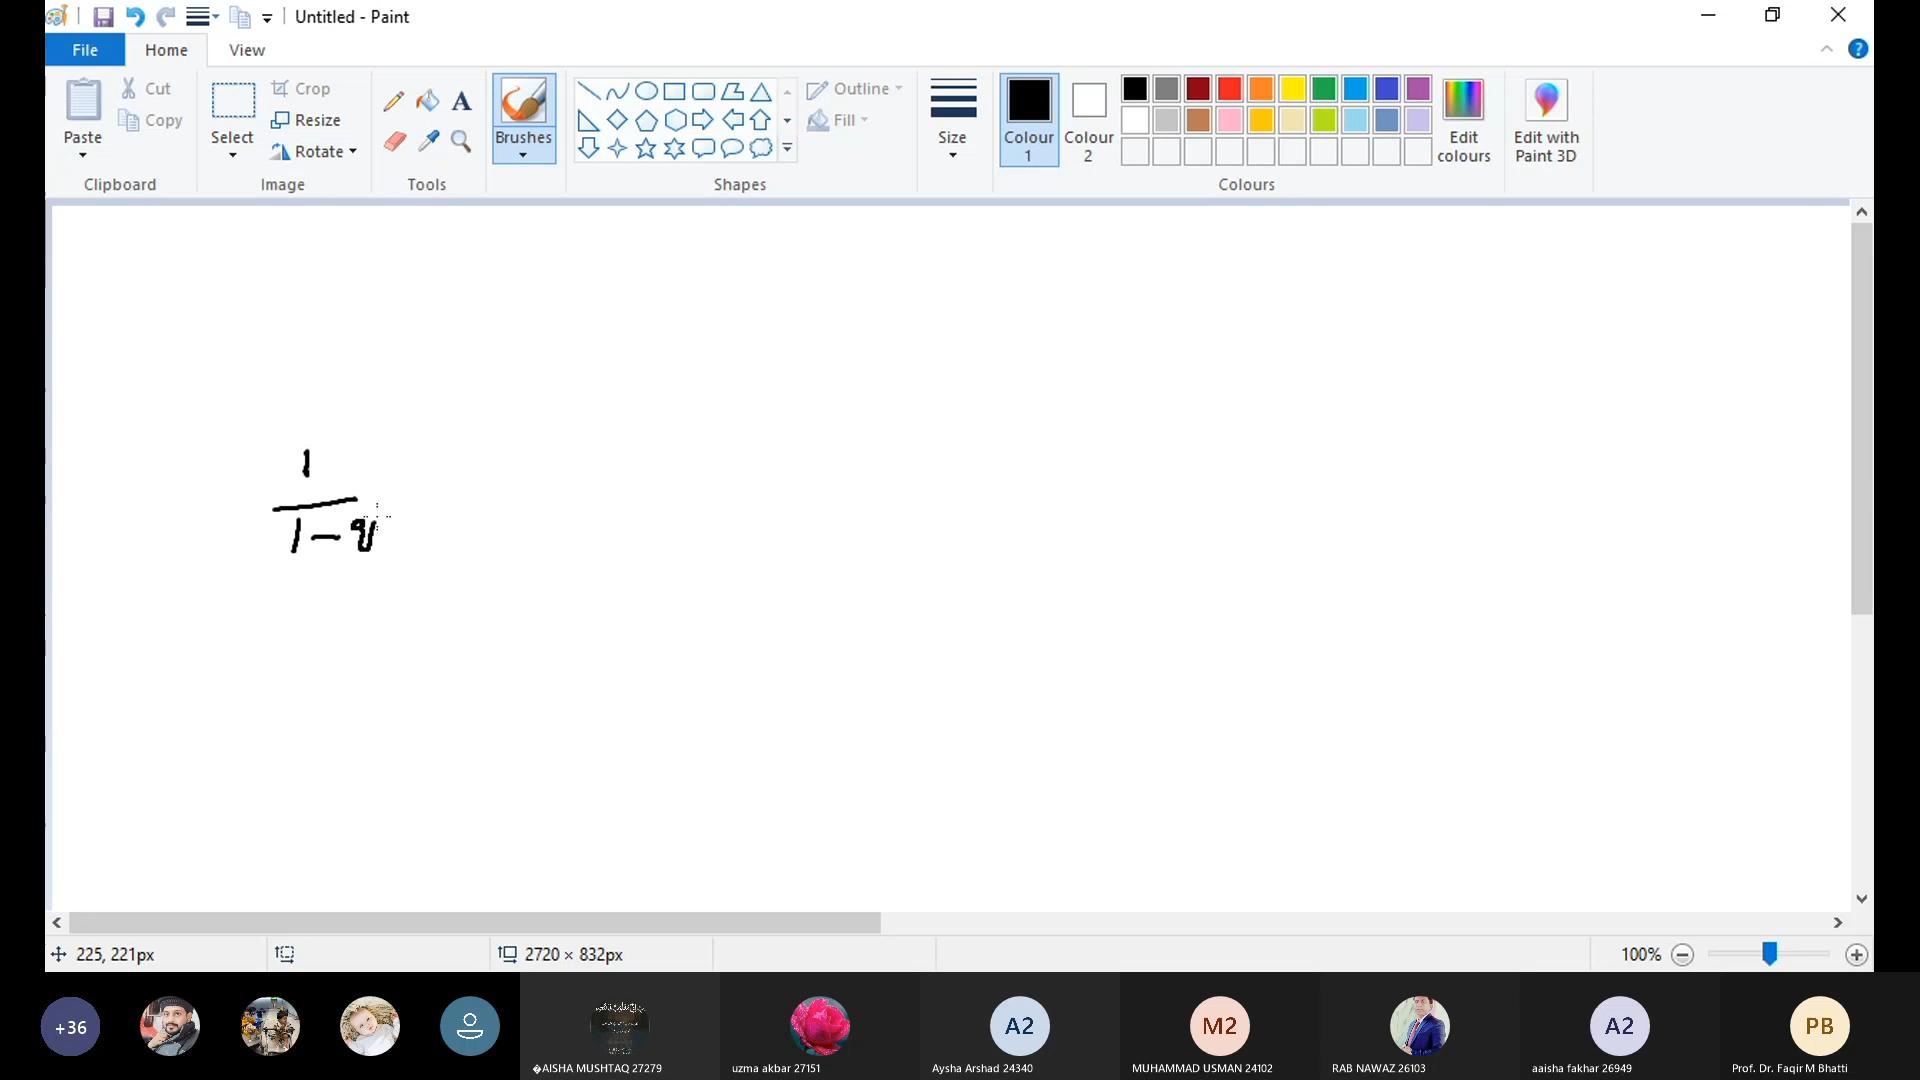 Untitled - Paint
File Home View
Paste
Cut
Copy
Clipboard
Select
Crop
Resize
Rotate
Image
Tools
Brushes
Shapes
Outline
Fill
Size
Colour 1
Colour 2
Colours
Edit colours
Edit with Paint 3D
1
1 -
225, 221px
2720 × 832px
100%
+36
AISHA MUSHTAQ 27279
uzma akbar 27151
A2
Aysha Arshad 24340
M2
MUHAMMAD USMAN 24102
RAB NAWAZ 26103
A2
aaisha fakhar 26949
PB
Prof. Dr. Faqir M Bhatti